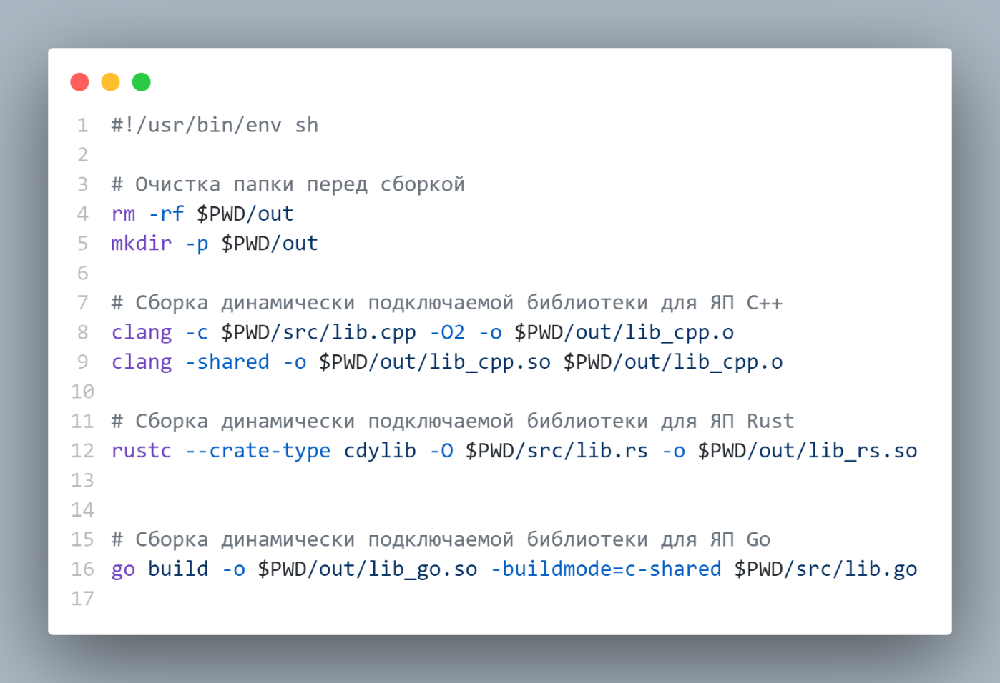 1 #!/usr/bin/env sh
2
3 # Очистка папки перед сборкой
4 rm -rf $PWD/out
5 mkdir -p $PWD/out
6
7 # Сборка динамически подключаемой библиотеки для ЯП C++
8 clang -c $PWD/src/lib.cpp -O2 -o $PWD/out/lib_cpp.o
9 clang -shared -o $PWD/out/lib_cpp.so $PWD/out/lib_cpp.o
10
11 # Сборка динамически подключаемой библиотеки для ЯП Rust
12 rustc --crate-type cdylib -O $PWD/src/lib.rs -o $PWD/out/lib_rs.so
13
14
15 # Сборка динамически подключаемой библиотеки для ЯП Go
16 go build -o $PWD/out/lib_go.so -buildmode=c-shared $PWD/src/lib.go
17